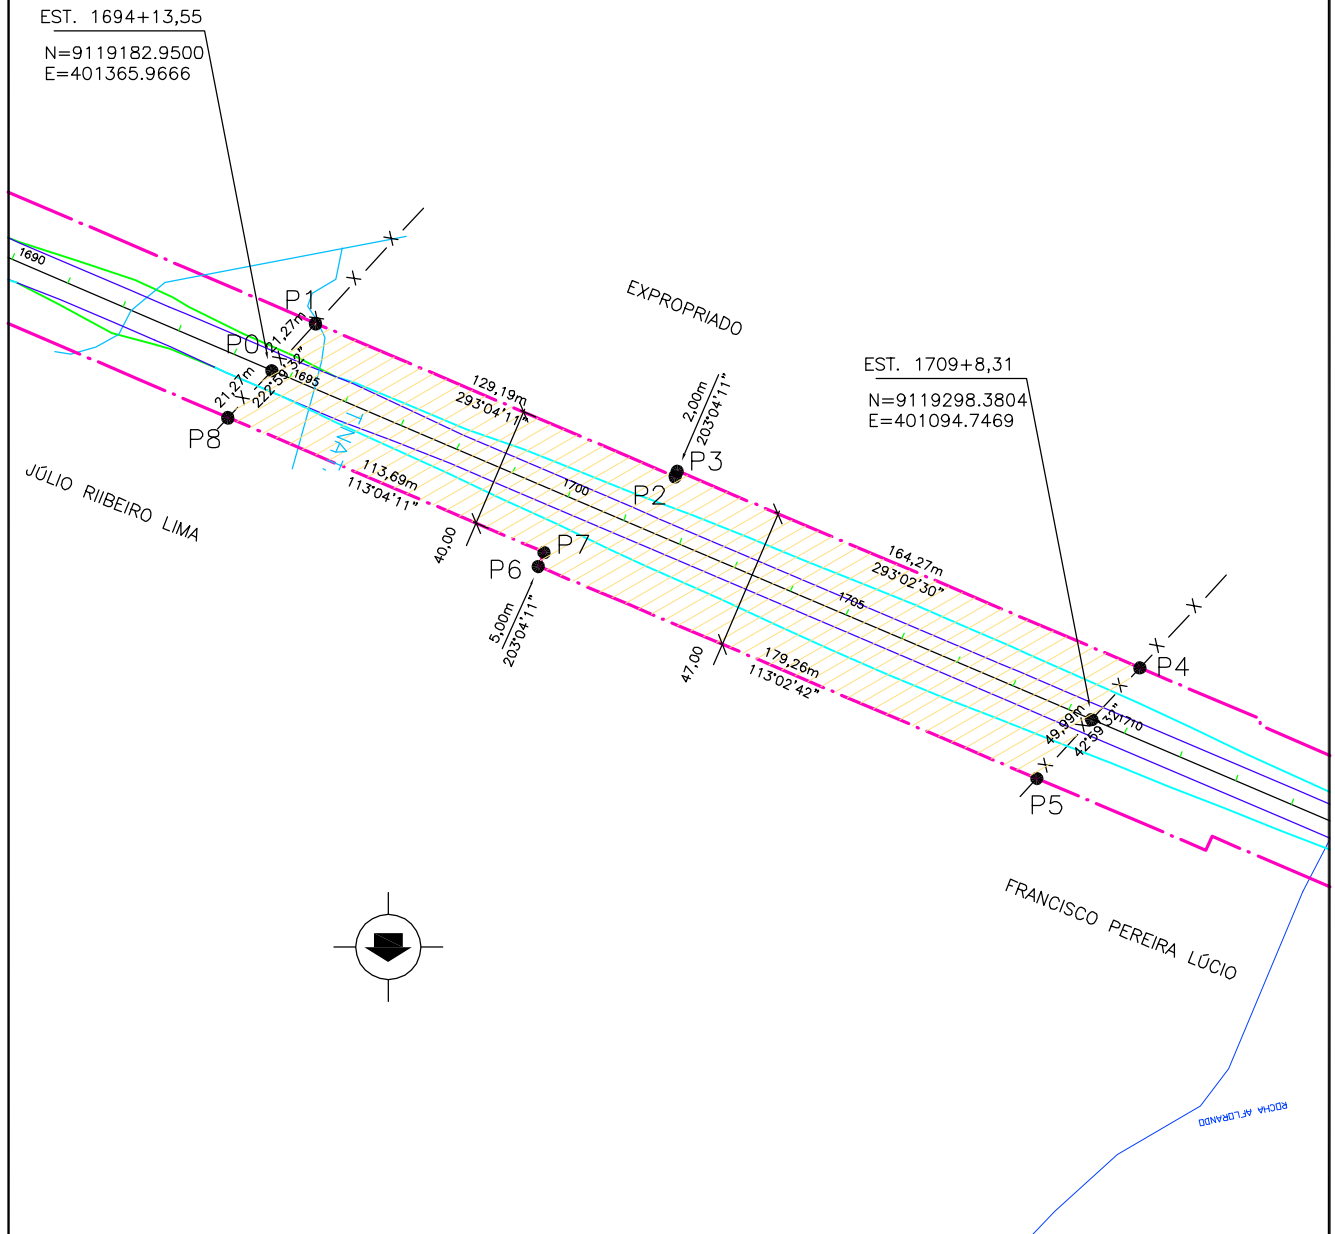 EST. 1694+13,55
N=9119182.9500
E=401365.9666
1690
P1
21,27m
P0
21,27m
222°59'32"
1695
P8
EXPROPRIADO
129,19m
293°04'11"
2,00m
203°04'11"
P3
P2
EST. 1709+8,31
N=9119298.3804
E=401094.7469
JÚLIO RIIBEIRO LIMA
113,69m
113°04'11"
1700
40,00
P7
P6
5,00m
203°04'11"
164,27m
293°02'30"
1705
47,00
179,26m
113°02'42"
P4
49,99m
42°59'32"
1710
P5
FRANCISCO PEREIRA LÚCIO
ROCHA AFLORANDO